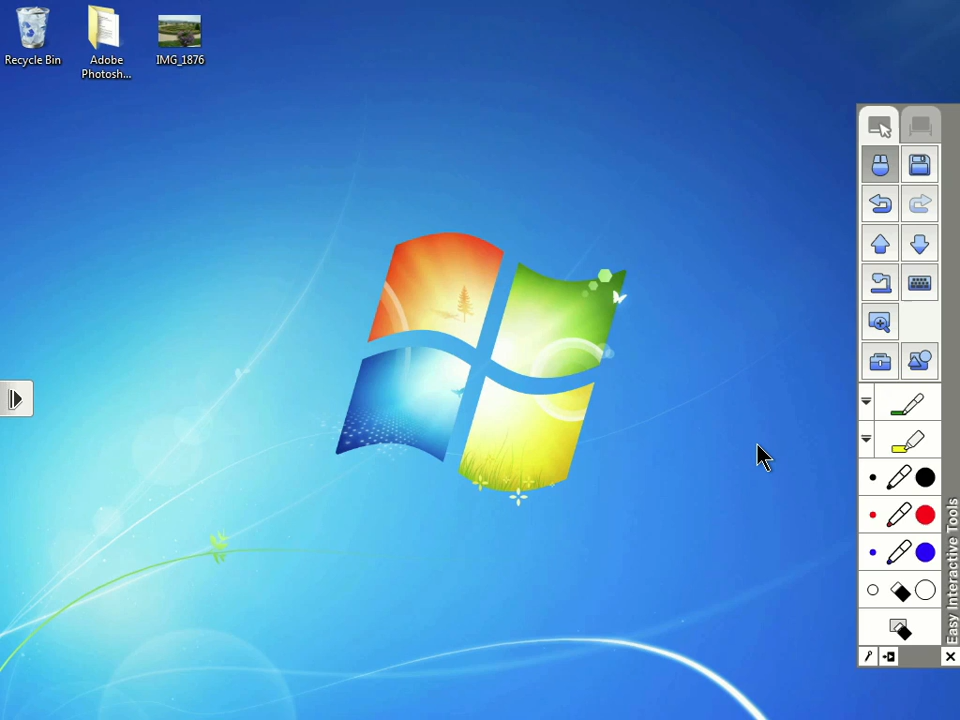 Recycle Bin
Adobe
Photosh...
IMG_1876
Easy Interactive Tools